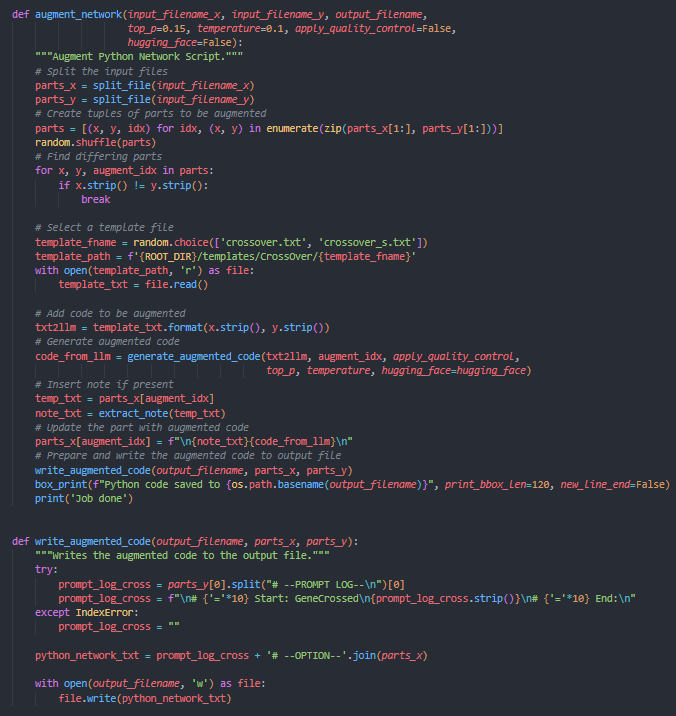 def augment_network(input_filename_x, input_filename_y, output_filename,
                    top_p=0.15, temperature=0.1, apply_quality_control=False,
                    hugging_face=False):
    """Augment Python Network Script."""
    # Split the input files
    parts_x = split_file(input_filename_x)
    parts_y = split_file(input_filename_y)
    # Create tuples of parts to be augmented
    parts = [(x, y, idx) for idx, (x, y) in enumerate(zip(parts_x[1:], parts_y[1:]))]
    random.shuffle(parts)
    # Find differing parts
    for x, y, augment_idx in parts:
        if x.strip() != y.strip():
            break

    # Select a template file
    template_fname = random.choice(['crossover.txt', 'crossover_s.txt'])
    template_path = f'{ROOT_DIR}/templates/CrossOver/{template_fname}'
    with open(template_path, 'r') as file:
        template_txt = file.read()

    # Add code to be augmented
    txt2llm = template_txt.format(x.strip(), y.strip())
    # Generate augmented code
    code_from_llm = generate_augmented_code(txt2llm, augment_idx, apply_quality_control,
                                            top_p, temperature, hugging_face=hugging_face)
    # Insert note if present
    temp_txt = parts_x[augment_idx]
    note_txt = extract_note(temp_txt)
    # Update the part with augmented code
    parts_x[augment_idx] = f"\n{note_txt}{code_from_llm}\n"
    # Prepare and write the augmented code to output file
    write_augmented_code(output_filename, parts_x, parts_y)
    box_print(f"Python code saved to {os.path.basename(output_filename)}", print_bbox_len=120, new_line_end=False)
    print('Job done')


def write_augmented_code(output_filename, parts_x, parts_y):
    """Writes the augmented code to the output file."""
    try:
        prompt_log_cross = parts_y[0].split("# --PROMPT LOG--\n")[0]
        prompt_log_cross = f"\n# {'='*10} Start: GeneCrossed\n{prompt_log_cross.strip()}\n# {'='*10} End:\n"
    except IndexError:
        prompt_log_cross = ""

    python_network_txt = prompt_log_cross + '# --OPTION--'.join(parts_x)

    with open(output_filename, 'w') as file:
        file.write(python_network_txt)